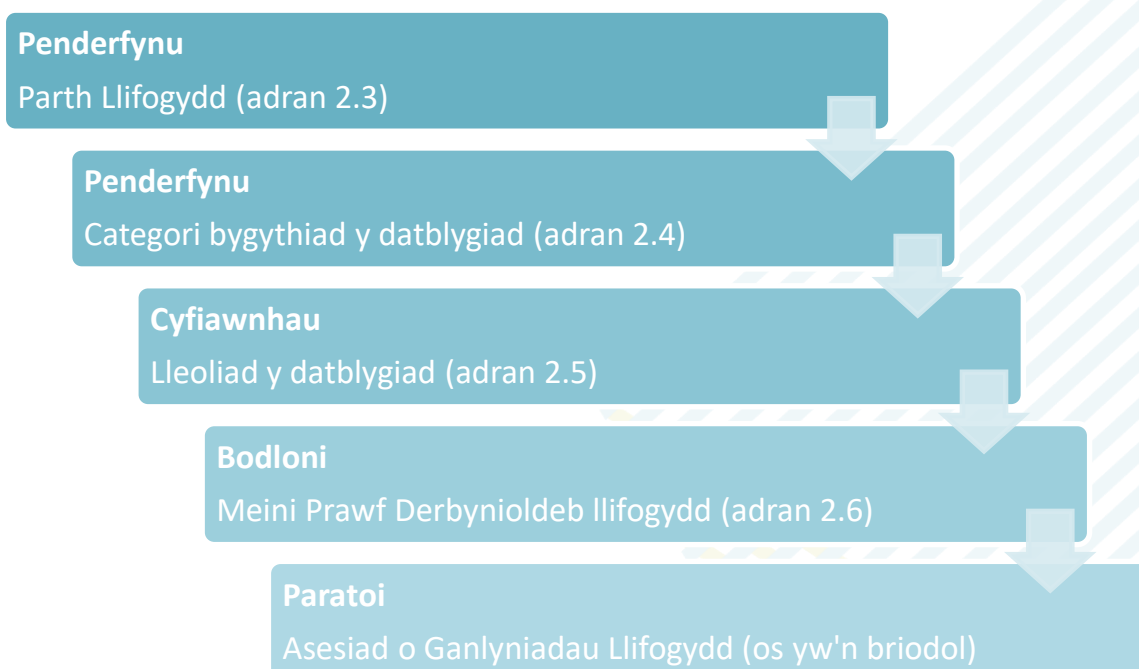 Penderfynu
Parth Llifogydd (adran 2.3)
Penderfynu
Categori bygythiad y datblygiad (adran 2.4)
Cyfiawnhau
Lleoliad y datblygiad (adran 2.5)
Bodloni
Meini Prawf Derbynioldeb llifogydd (adran 2.6)
Paratoi
Asesiad o Ganlyniadau Llifogydd (os yw'n briodol)